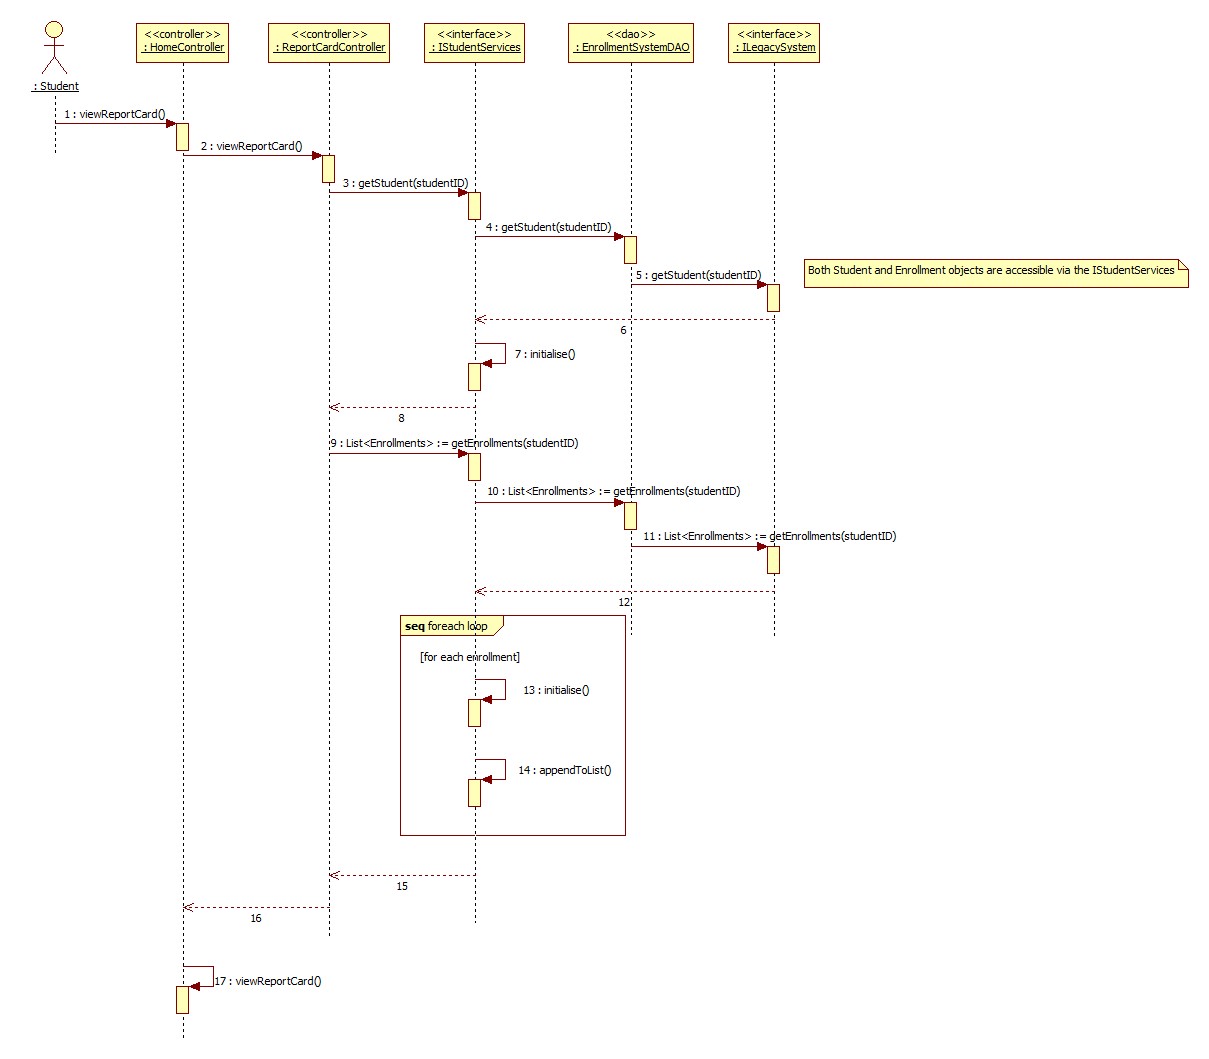 <<controller>>
: HomeController
<<controller>>
: ReportCardController
<<interface>>
: IStudentServices
<<dao>>
: EnrollmentSystemDAO
<<interface>>
: ILegacySystem
: Student
1 : viewReportCard()
2 : viewReportCard()
3 : getStudent(studentID)
4 : getStudent(studentID)
5 : getStudent(studentID)
Both Student and Enrollment objects are accessible via the IStudentServices
6
7 : initialise()
8
9 : List<Enrollments> := getEnrollments(studentID)
10 : List<Enrollments> := getEnrollments(studentID)
11 : List<Enrollments> := getEnrollments(studentID)
12
seq foreach loop
[for each enrollment]
13 : initialise()
14 : appendToList()
15
16
17 : viewReportCard()